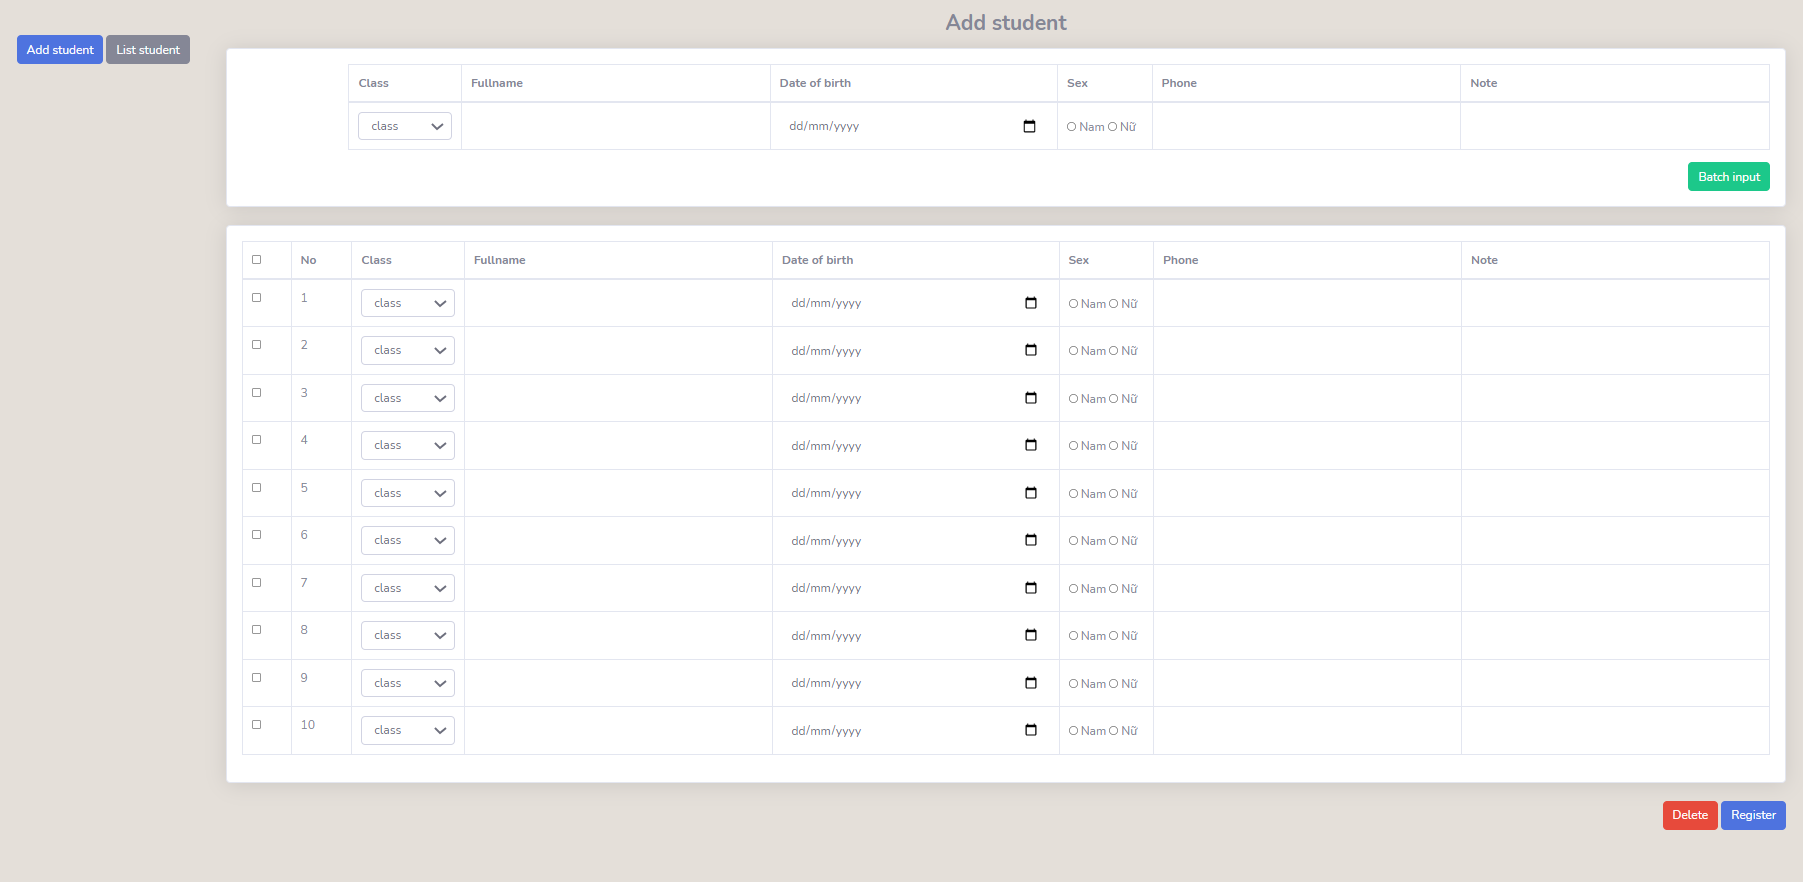 Add student
Add student List student
Class Fullname Date of birth Sex Phone Note
class dd/mm/yyyy Nam Nữ
Batch input
No Class Fullname Date of birth Sex Phone Note
1 class dd/mm/yyyy Nam Nữ
2 class dd/mm/yyyy Nam Nữ
3 class dd/mm/yyyy Nam Nữ
4 class dd/mm/yyyy Nam Nữ
5 class dd/mm/yyyy Nam Nữ
6 class dd/mm/yyyy Nam Nữ
7 class dd/mm/yyyy Nam Nữ
8 class dd/mm/yyyy Nam Nữ
9 class dd/mm/yyyy Nam Nữ
10 class dd/mm/yyyy Nam Nữ
Delete Register